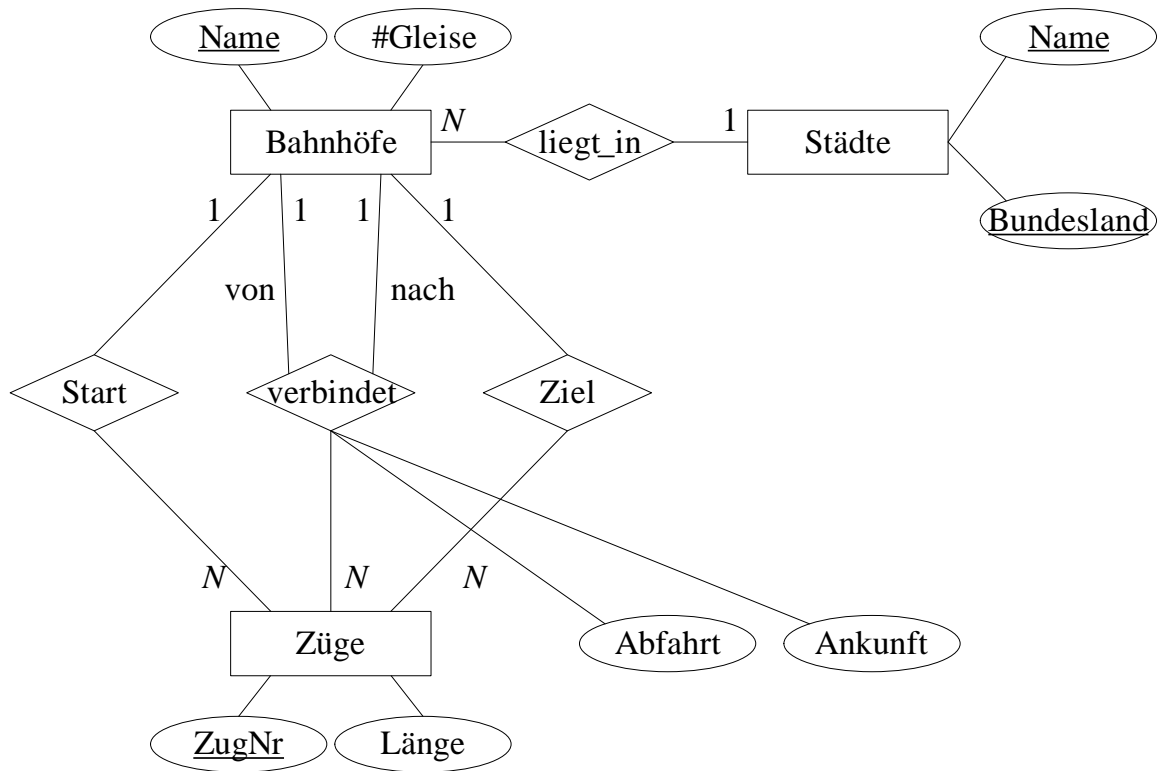 Name
#Gleise
Name
Bahnhöfe
N
liegt_in
1
Städte
Bundesland
1
1
1
1
von
nach
Start
verbindet
Ziel
N
N
N
Züge
Abfahrt
Ankunft
ZugNr
Länge